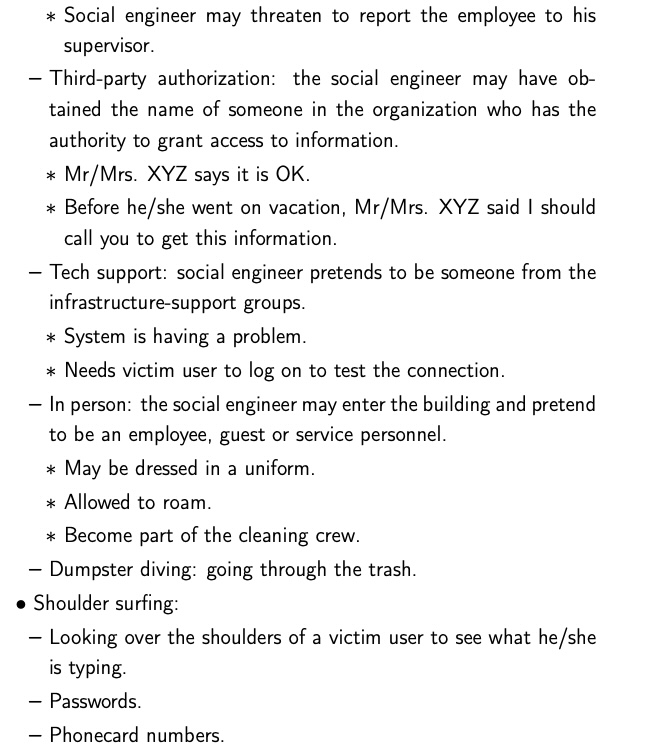 ∗ Social engineer may threaten to report the employee to his
supervisor.
– Third-party authorization: the social engineer may have ob-
tained the name of someone in the organization who has the
authority to grant access to information.
∗ Mr/Mrs. XYZ says it is OK.
∗ Before he/she went on vacation, Mr/Mrs. XYZ said I should
call you to get this information.
– Tech support: social engineer pretends to be someone from the
infrastructure-support groups.
∗ System is having a problem.
∗ Needs victim user to log on to test the connection.
– In person: the social engineer may enter the building and pretend
to be an employee, guest or service personnel.
∗ May be dressed in a uniform.
∗ Allowed to roam.
∗ Become part of the cleaning crew.
– Dumpster diving: going through the trash.
• Shoulder surfing:
– Looking over the shoulders of a victim user to see what he/she
is typing.
– Passwords.
– Phonecard numbers.